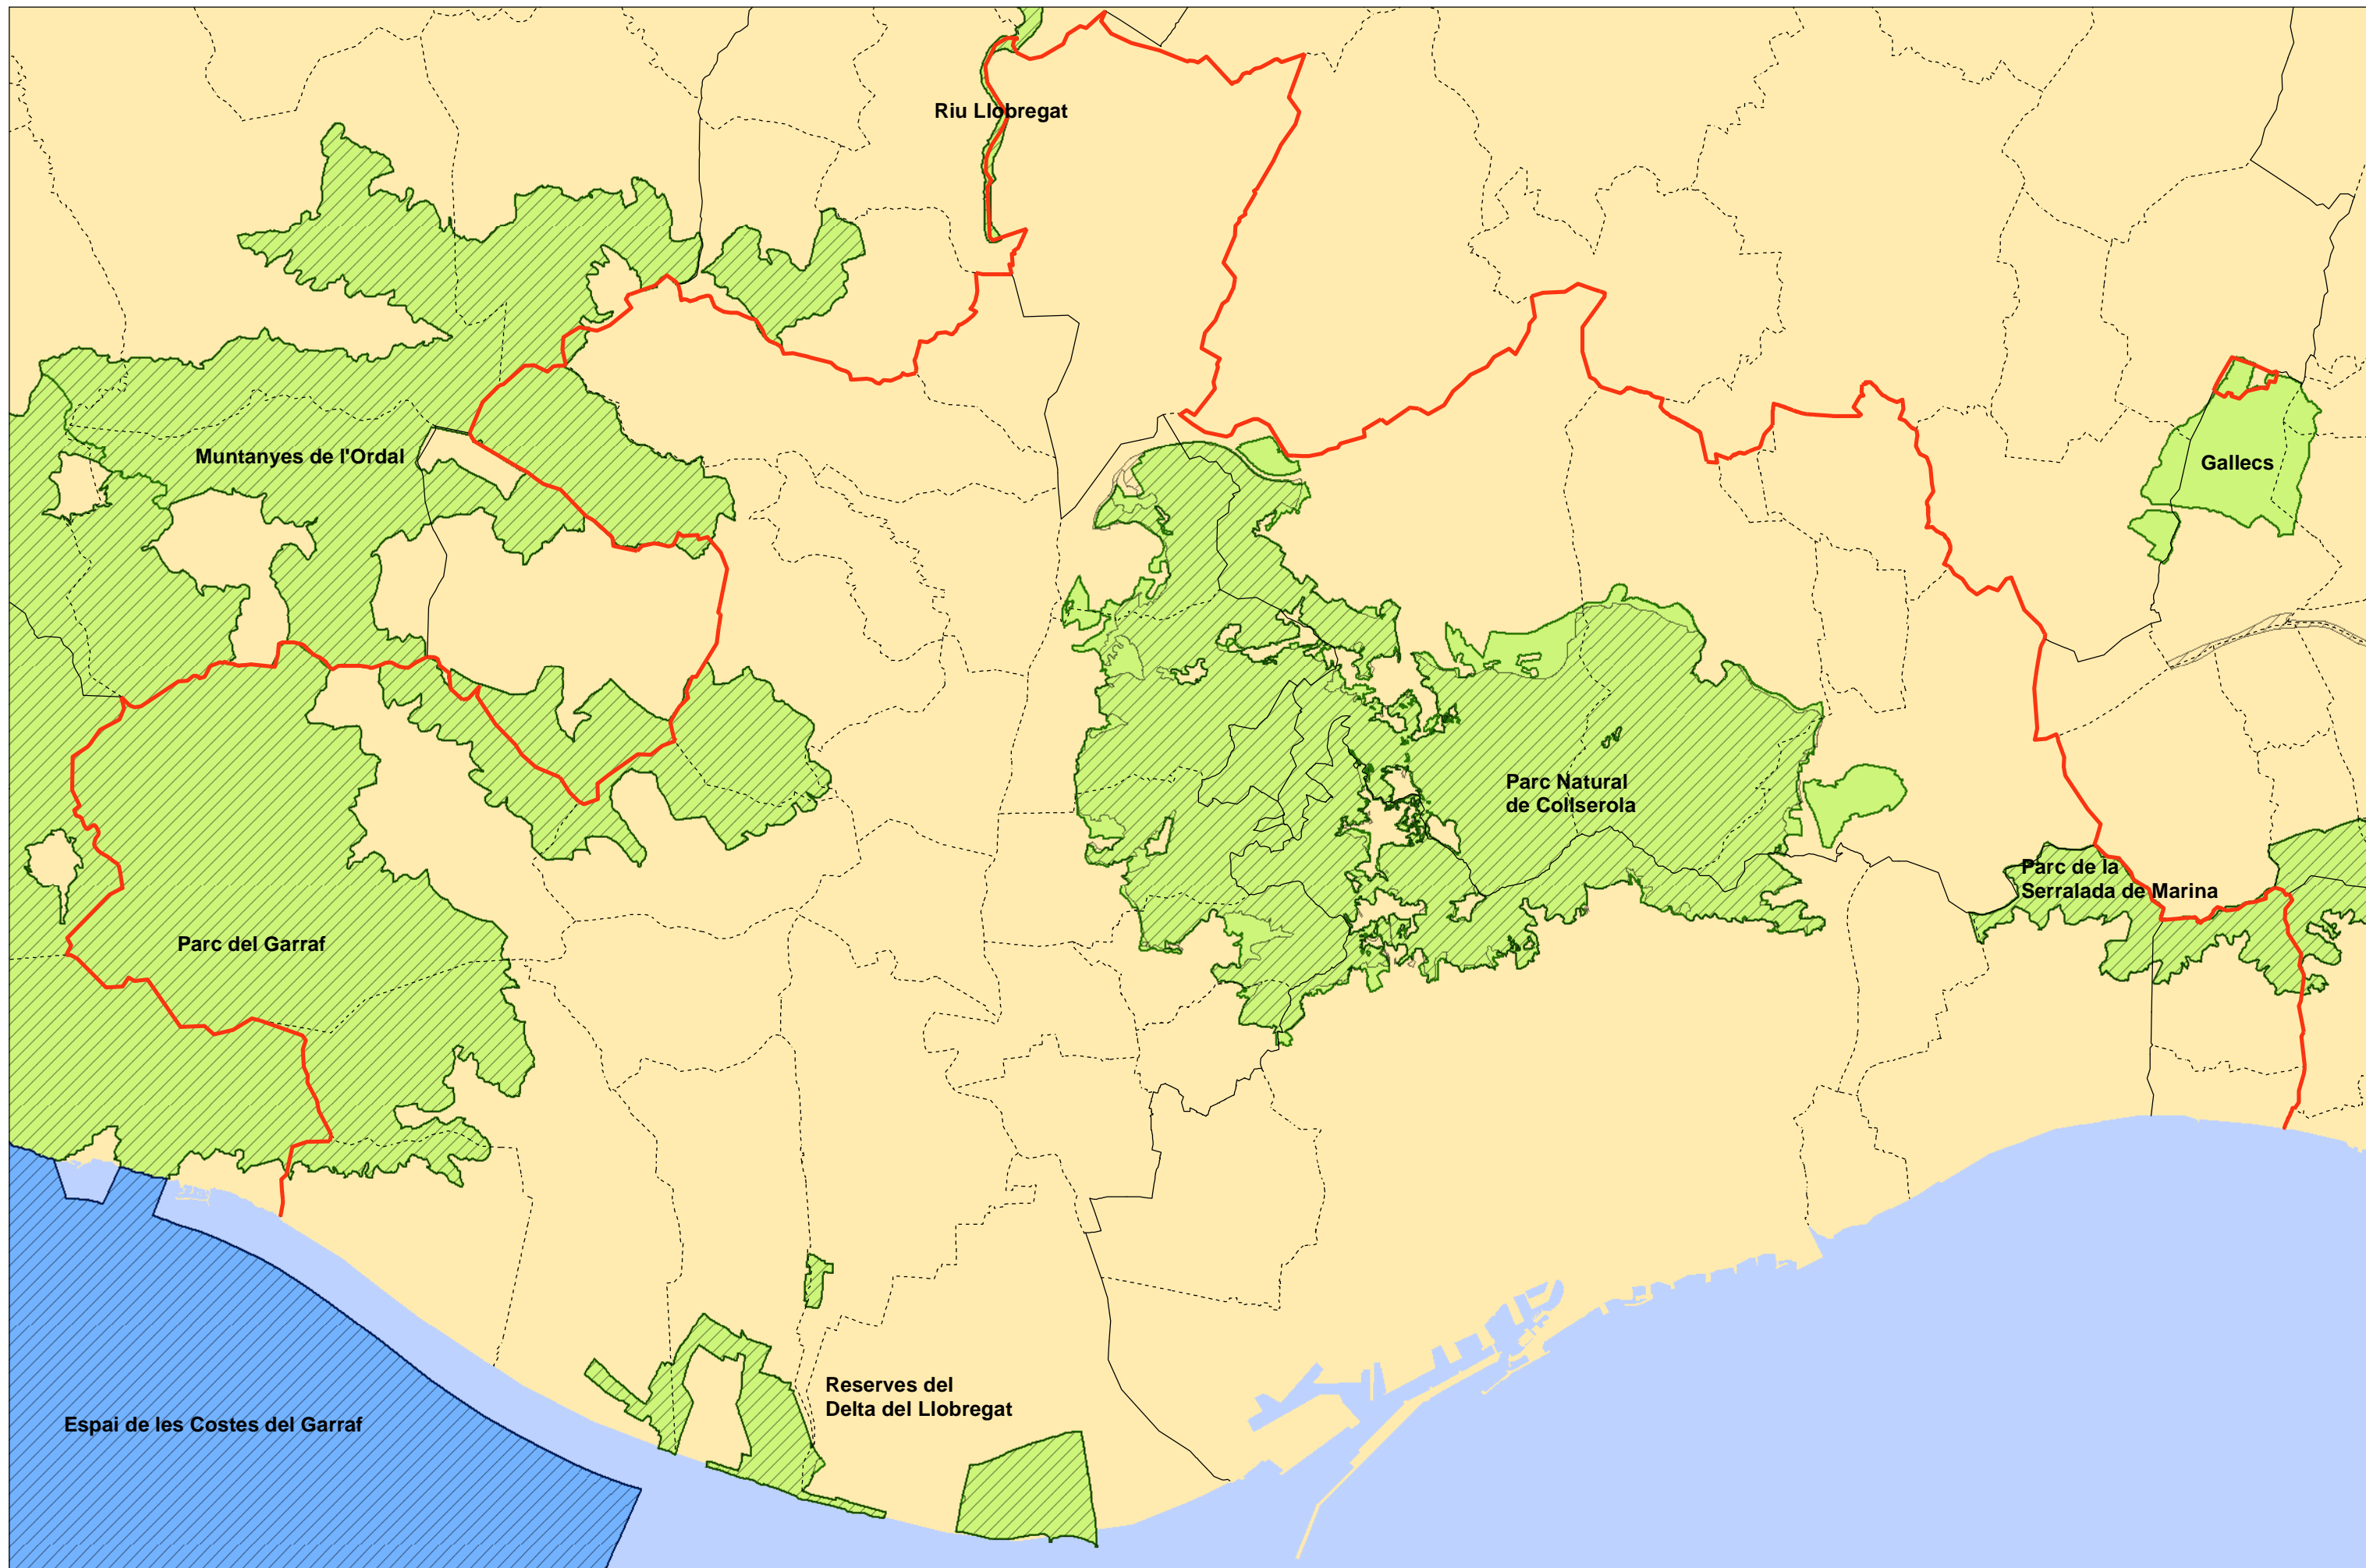 Riu Llobregat
Muntanyes de l'Ordal
Gallecs
Parc Natural
de Collserola
Parc de la
Serralada de Marina
Parc del Garraf
Reserves del
Delta del Llobregat
Espai de les Costes del Garraf